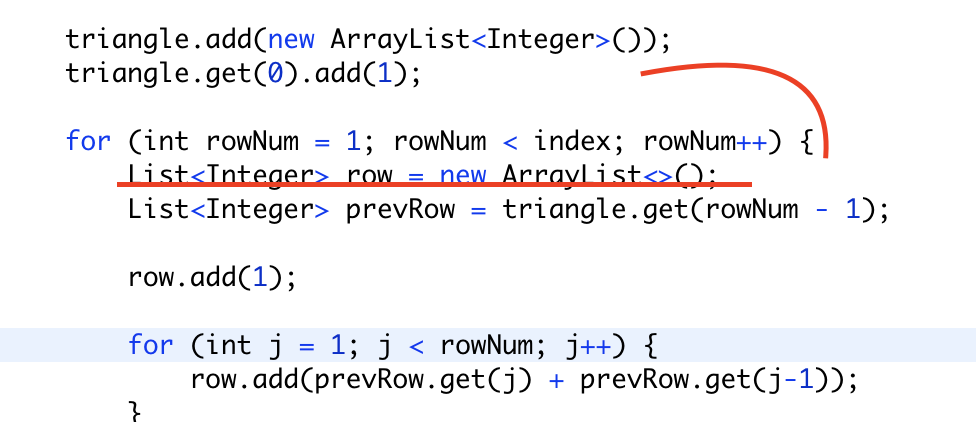 triangle.add(new ArrayList<Integer>());
triangle.get(0).add(1);
for (int rowNum = 1; rowNum < index; rowNum++) {
List<Integer> row = new ArrayList<>();
List<Integer> prevRow = triangle.get(rowNum - 1);
row.add(1);
for (int j = 1; j < rowNum; j++) {
row.add(prevRow.get(j) + prevRow.get(j-1));
}